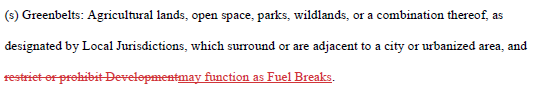 (s) Greenbelts: Agricultural lands, open space, parks, wildlands, or a combination thereof, as
designated by Local Jurisdictions, which surround or are adjacent to a city or urbanized area, and
restrict or prohibit Developmentmay function as Fuel Breaks.